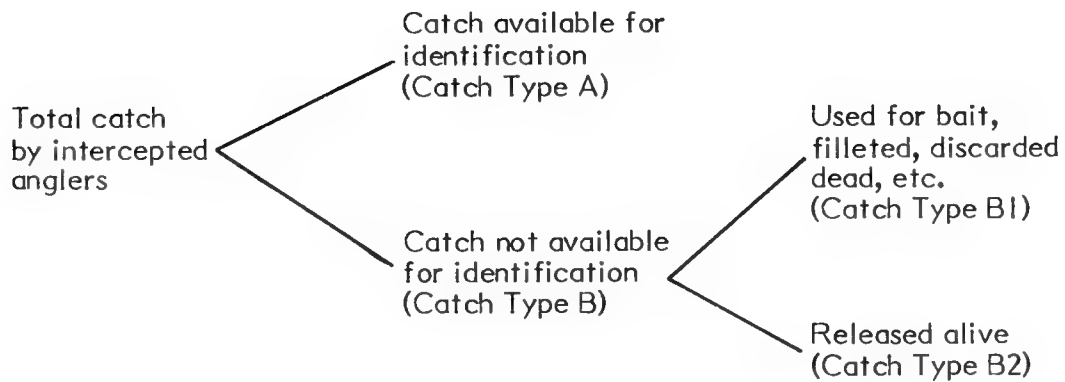 Total catch
by intercepted
anglers
Catch available for
identification
(Catch Type A)
Catch not available
for identification
(Catch Type B)
Used for bait,
filleted, discarded
dead, etc.
(Catch Type B1)
Released alive
(Catch Type B2)